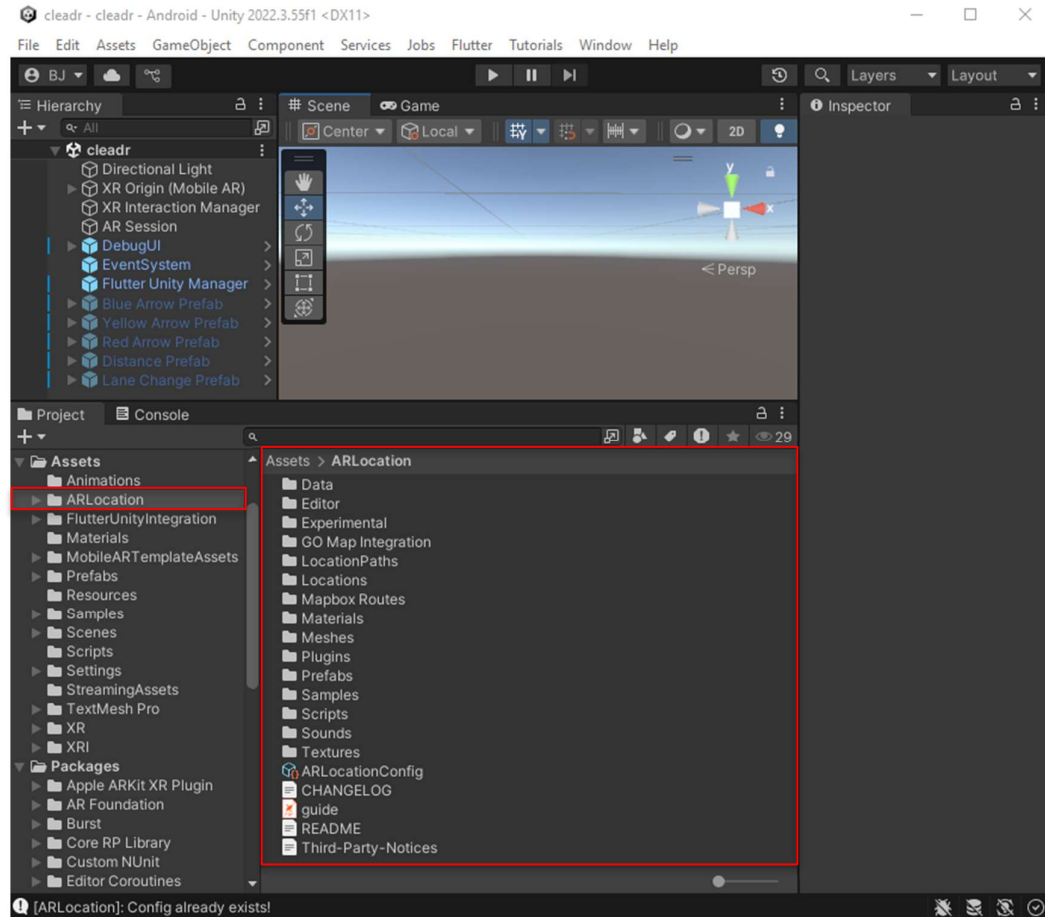 cleadr - cleadr - Android - Unity 2022.3.55f1 <DX11>
File Edit Assets GameObject Component Services Jobs Flutter Tutorials Window Help
BJ
Layers
Layout
Hierarchy
All
cleadr
Directional Light
XR Origin (Mobile AR)
XR Interaction Manager
AR Session
DebugUI
EventSystem
Flutter Unity Manager
Blue Arrow Prefab
Yellow Arrow Prefab
Red Arrow Prefab
Distance Prefab
Lane Change Prefab
Scene
Game
Center
Local
2D
y
x
Persp
Inspector
Project
Console
29
Assets
Animations
ARLocation
FlutterUnityIntegration
Materials
MobileARTemplateAssets
Prefabs
Resources
Samples
Scenes
Scripts
Settings
StreamingAssets
TextMesh Pro
XR
XRI
Packages
Apple ARKit XR Plugin
AR Foundation
Burst
Core RP Library
Custom NUnit
Editor Coroutines
Assets > ARLocation
Data
Editor
Experimental
GO Map Integration
LocationPaths
Locations
Mapbox Routes
Materials
Meshes
Plugins
Prefabs
Samples
Scripts
Sounds
Textures
ARLocationConfig
CHANGELOG
guide
README
Third-Party-Notices
[ARLocation]: Config already exists!